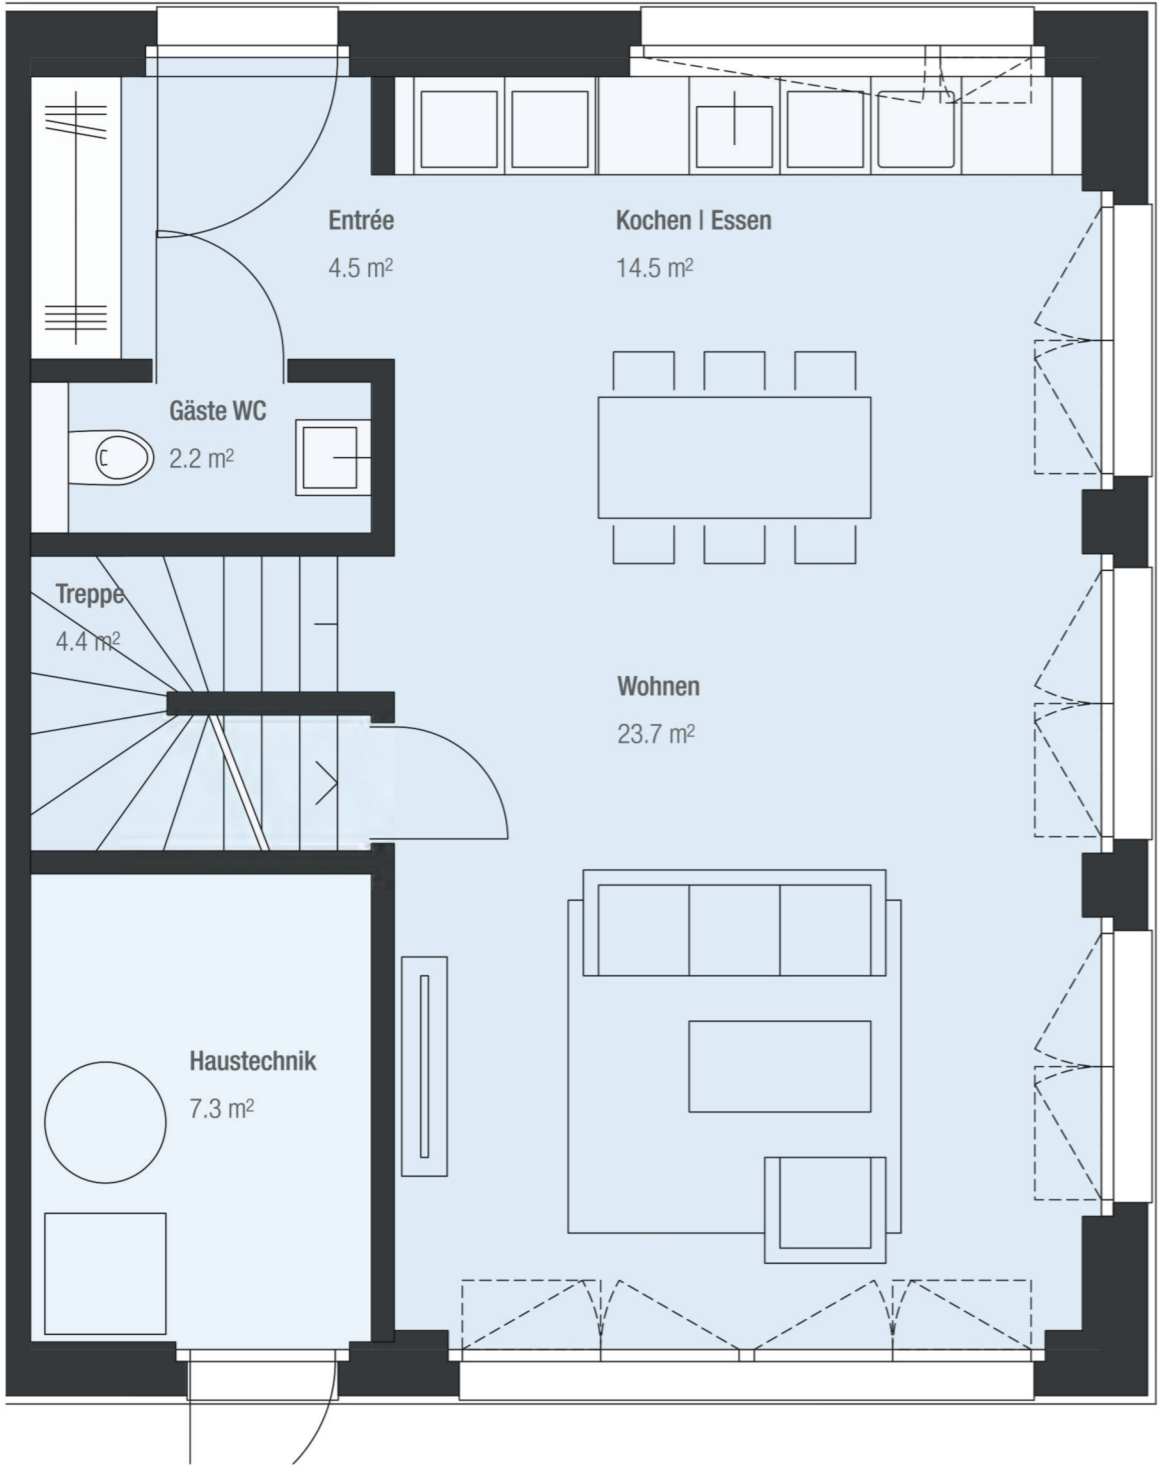 Entrée
4.5 m²
Kochen | Essen
14.5 m²
Gäste WC
2.2 m²
Treppe
4.4 m²
Wohnen
23.7 m²
Haustechnik
7.3 m²